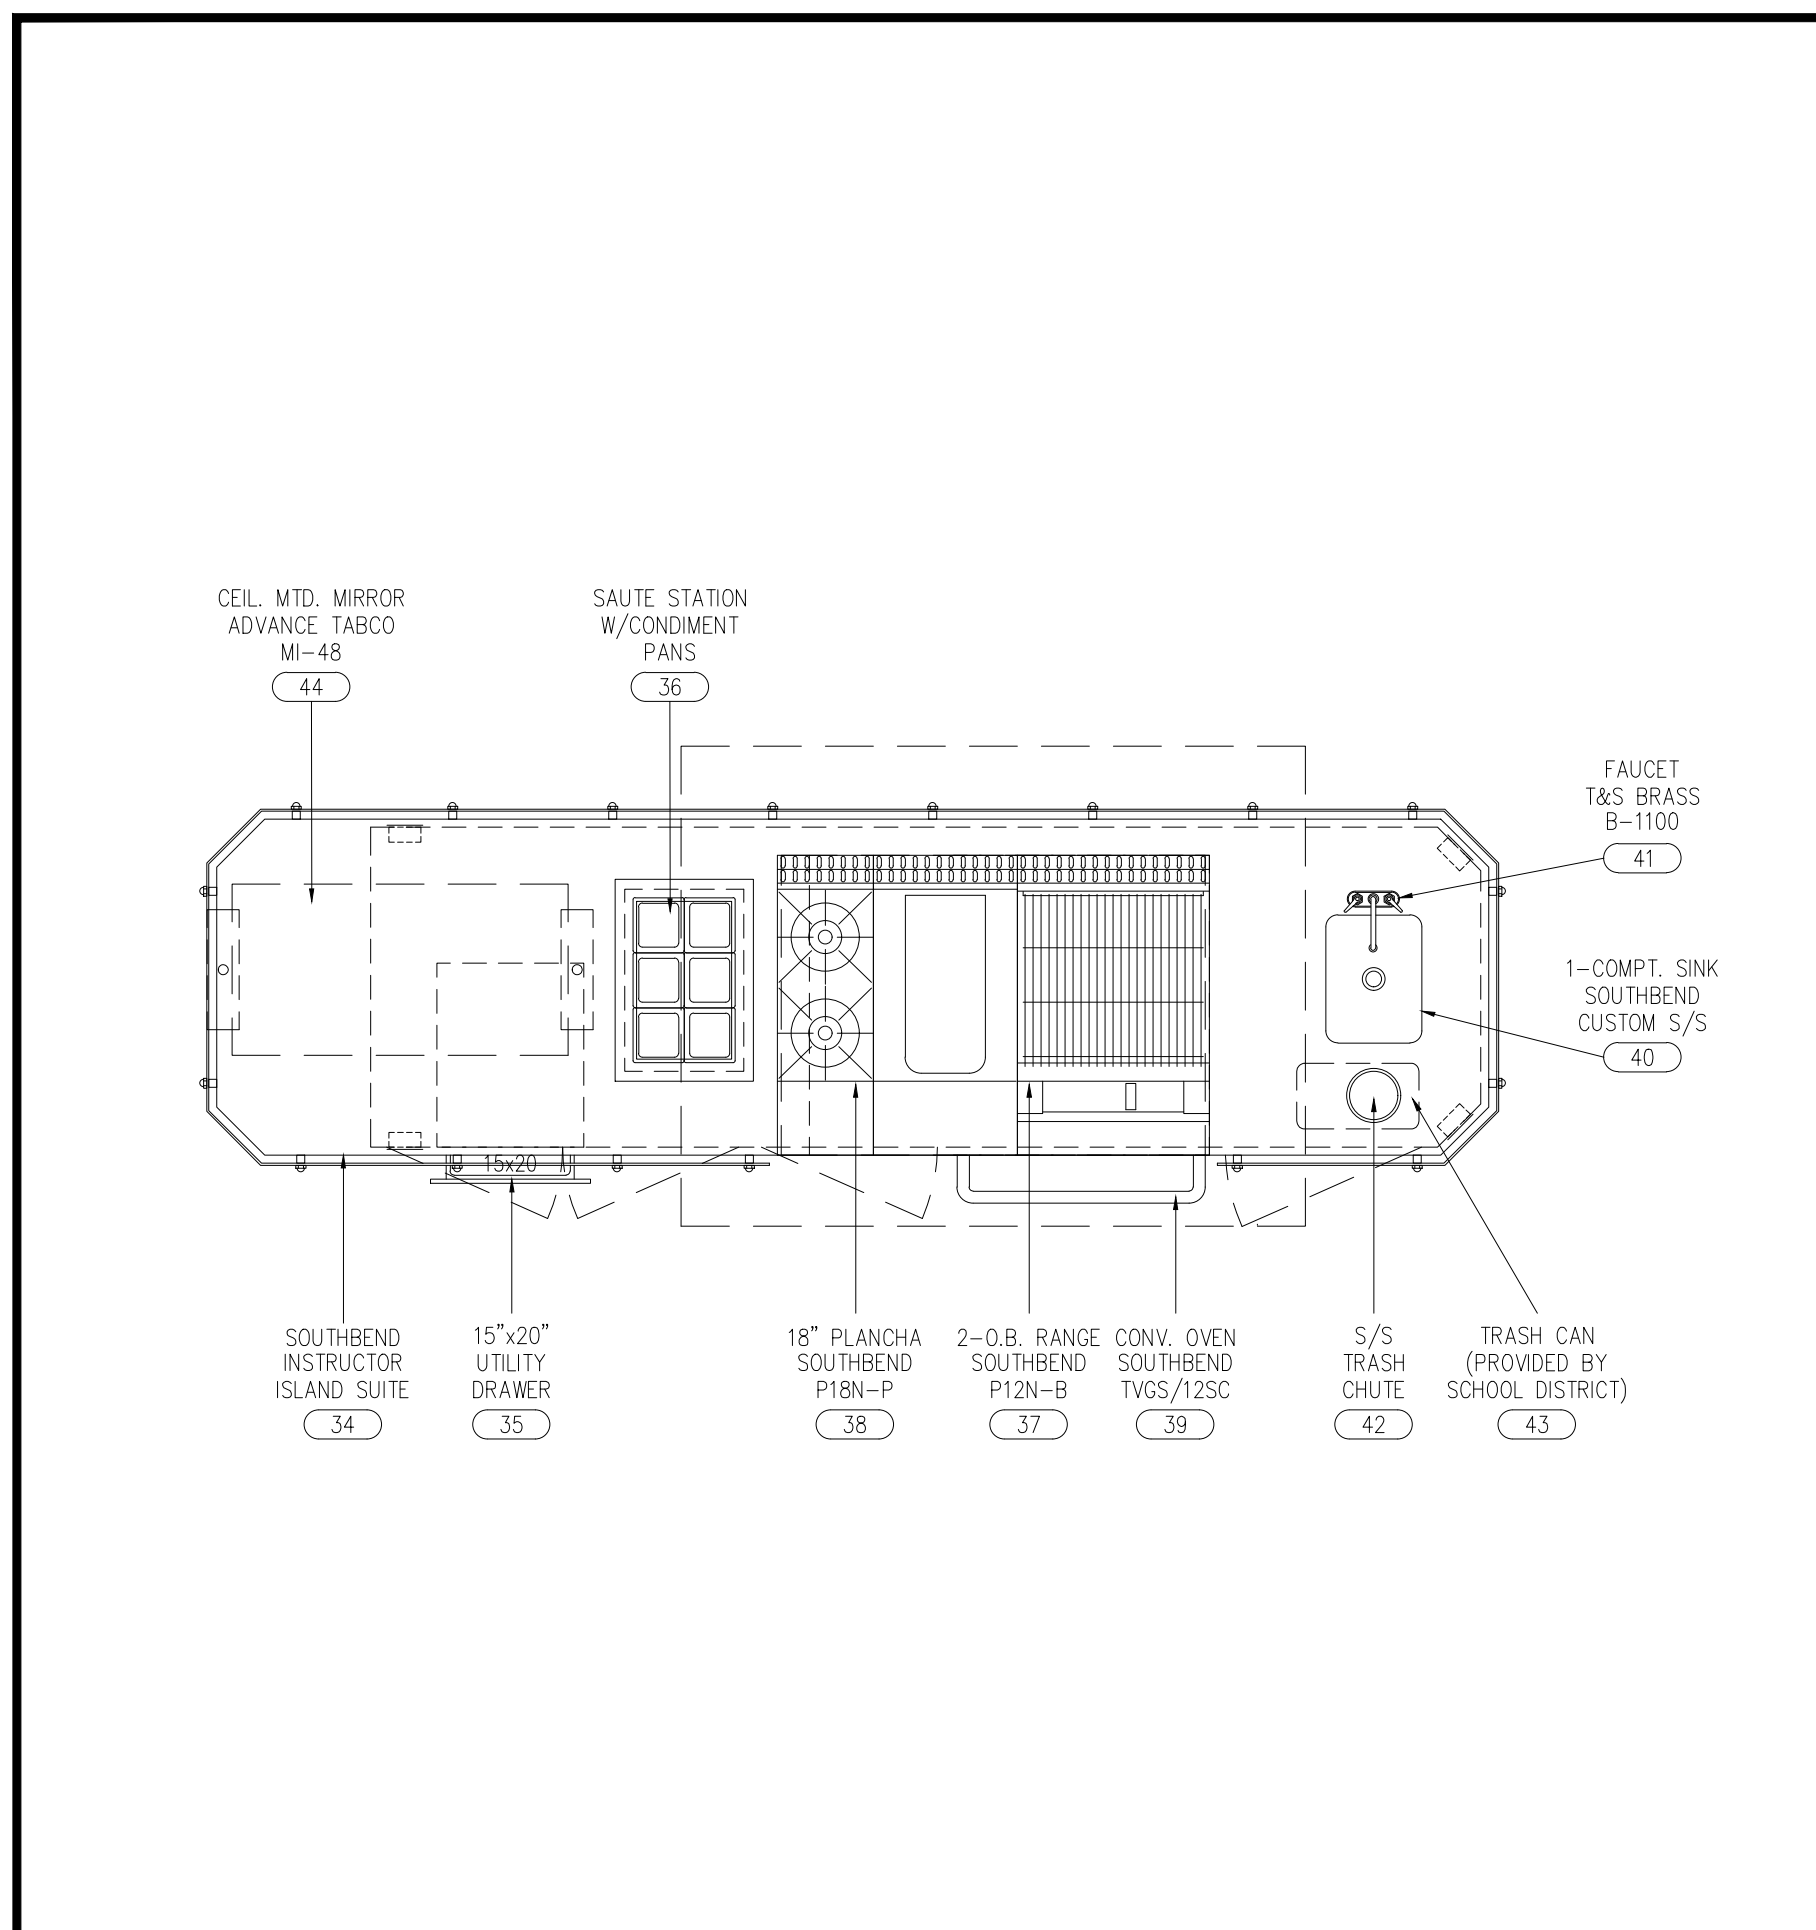 CEIL. MTD. MIRROR
ADVANCE TABCO
MI-48
44
SAUTE STATION
W/CONDIMENT
PANS
36
FAUCET
T&S BRASS
B-1100
41
1-COMPT. SINK
SOUTHBEND
CUSTOM S/S
40
15x20
SOUTHBEND
INSTRUCTOR
ISLAND SUITE
34
15"x20"
UTILITY
DRAWER
35
18" PLANCHA
SOUTHBEND
P18N-P
38
2-O.B. RANGE
SOUTHBEND
P12N-B
37
CONV. OVEN
SOUTHBEND
TVGS/12SC
39
S/S
TRASH
CHUTE
42
TRASH CAN
(PROVIDED BY
SCHOOL DISTRICT)
43